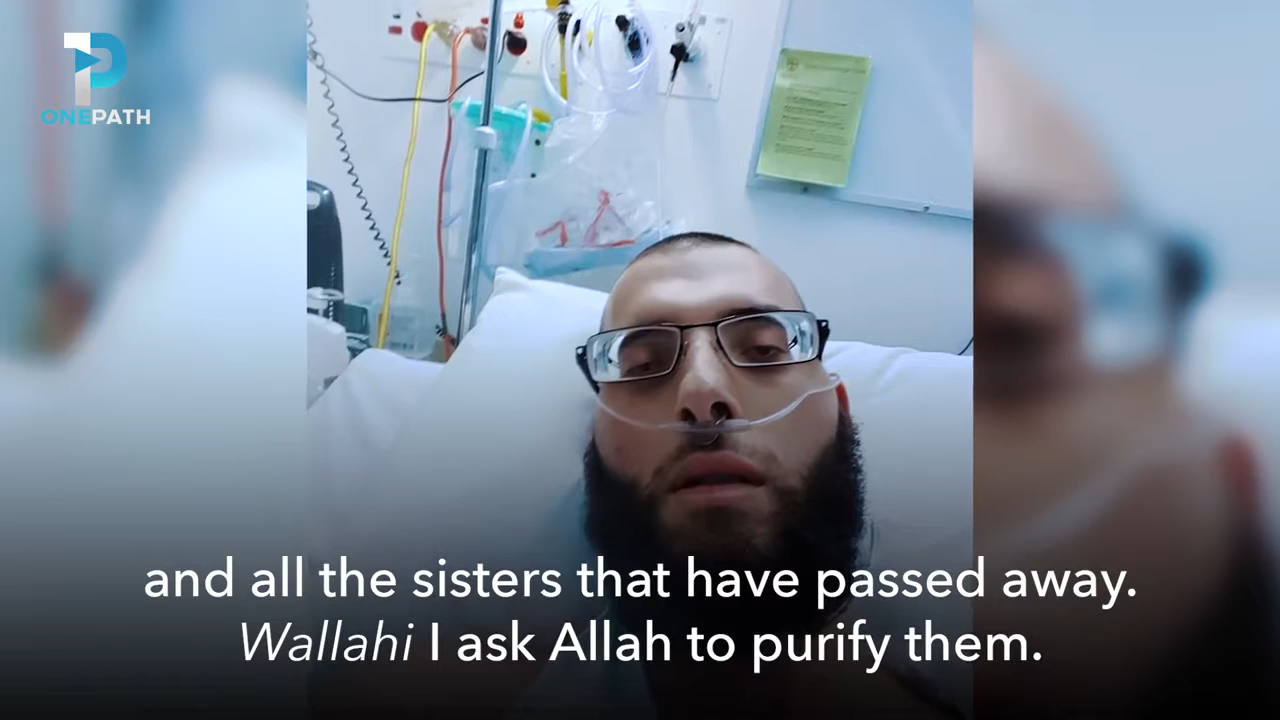 ONEPATH
and all the sisters that have passed away.
Wallahi I ask Allah to purify them.